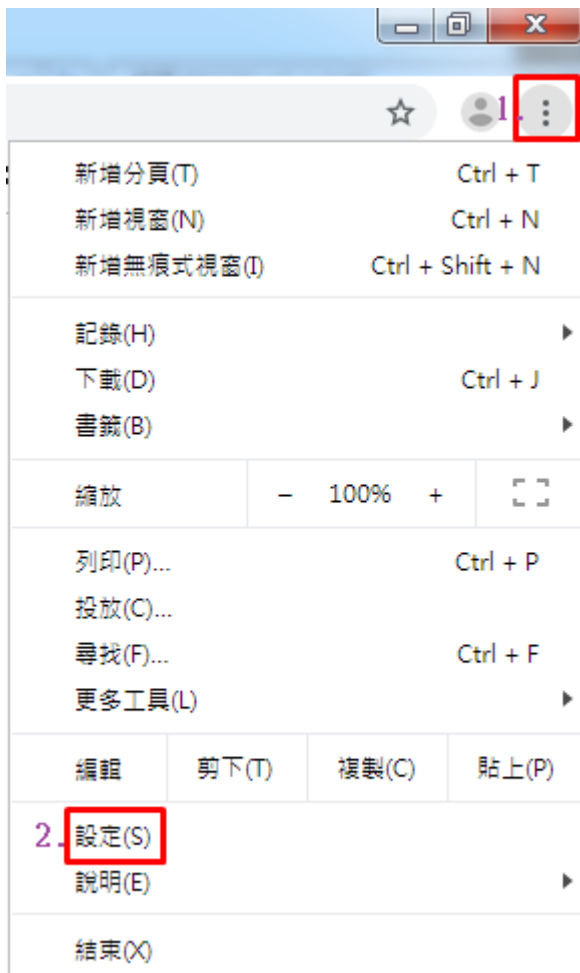 1.
新增分頁(T) Ctrl + T
新增視窗(N) Ctrl + N
新增無痕式視窗(I) Ctrl + Shift + N
記錄(H)
下載(D) Ctrl + J
書籤(B)
縮放 − 100% +
列印(P)... Ctrl + P
投放(C)...
尋找(F)... Ctrl + F
更多工具(L)
編輯 剪下(T) 複製(C) 貼上(P)
2. 設定(S)
說明(E)
結束(X)